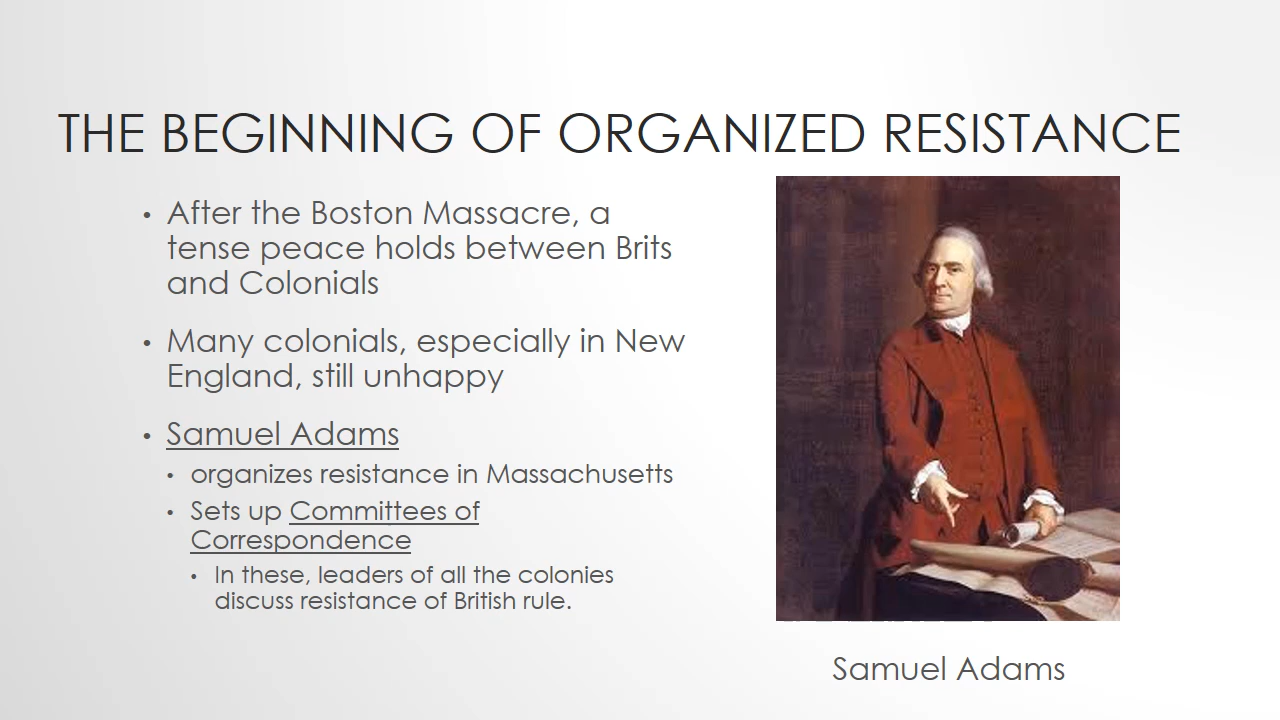 THE BEGINNING OF ORGANIZED RESISTANCE
• After the Boston Massacre, a
tense peace holds between Brits
and Colonials
• Many colonials, especially in New
England, still unhappy
• Samuel Adams
• organizes resistance in Massachusetts
• Sets up Committees of
Correspondence
• In these, leaders of all the colonies
discuss resistance of British rule.
Samuel Adams